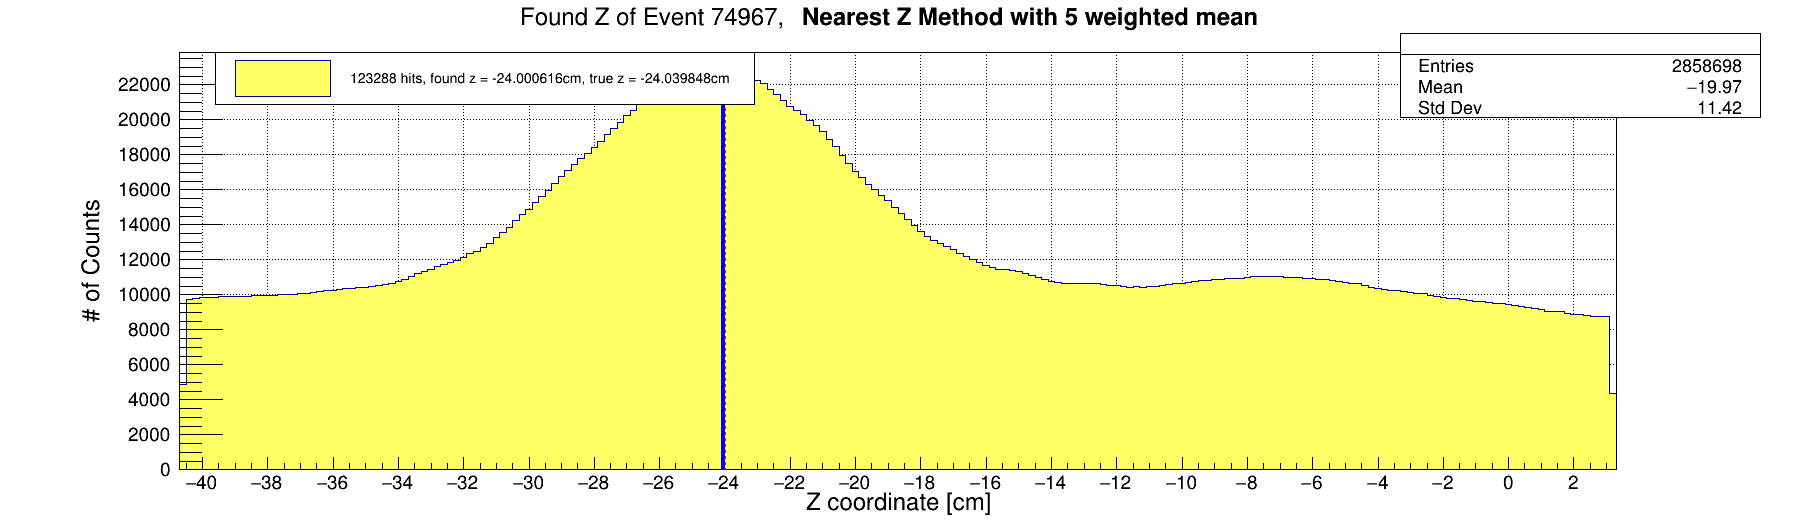 Found Z of Event 74967, Nearest Z Method with 5 weighted mean
123288 hits, found z = -24.000616cm, true z = -24.039848cm
Entries 2858698
Mean −19.97
Std Dev 11.42
# of Counts
22000
20000
18000
16000
14000
12000
10000
8000
6000
4000
2000
0
−40 −38 −36 −34 −32 −30 −28 −26 −24 −22 −20 −18 −16 −14 −12 −10 −8 −6 −4 −2 0 2
Z coordinate [cm]